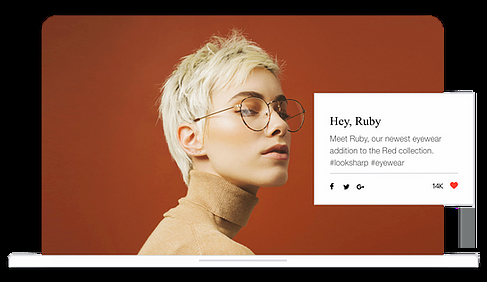 Hey, Ruby
Meet Ruby, our newest eyewear
addition to the Red collection.
#looksharp #eyewear
14K